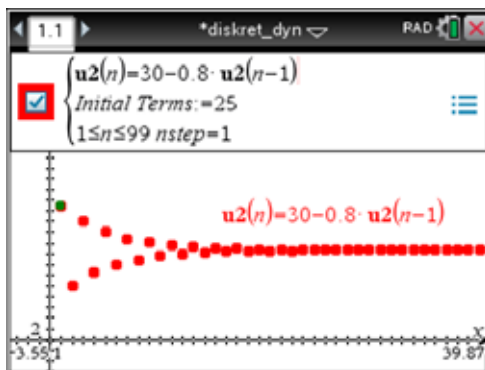 1.1 *diskret_dyn RAD
u2(n)=30−0.8· u2(n−1)
Initial Terms:=25
1≤n≤99 nstep=1
u2(n)=30−0.8· u2(n−1)
2
x
-3.55 1 39.87